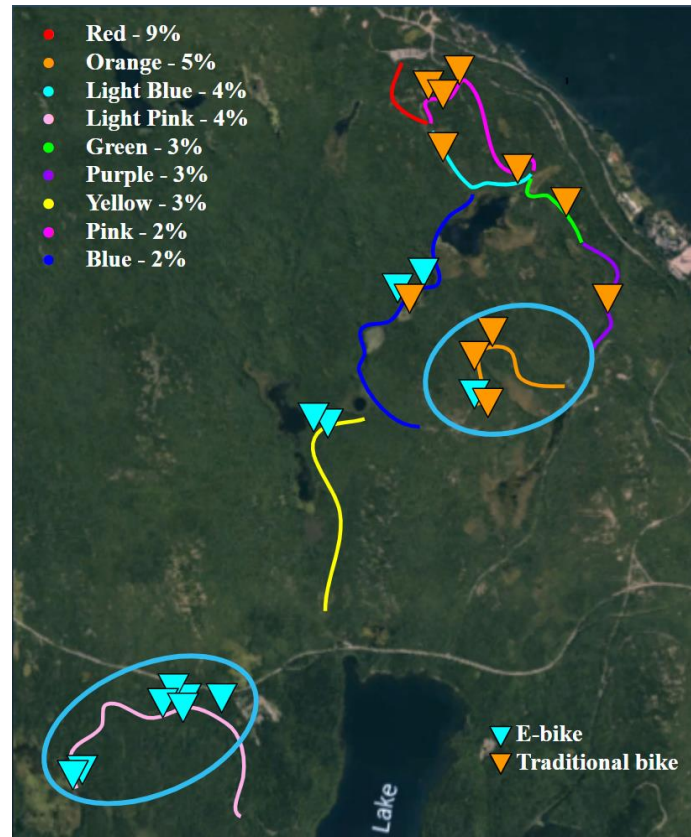 Red - 9%
Orange - 5%
Light Blue - 4%
Light Pink - 4%
Green - 3%
Purple - 3%
Yellow - 3%
Pink - 2%
Blue - 2%
E-bike
Traditional bike
Lake